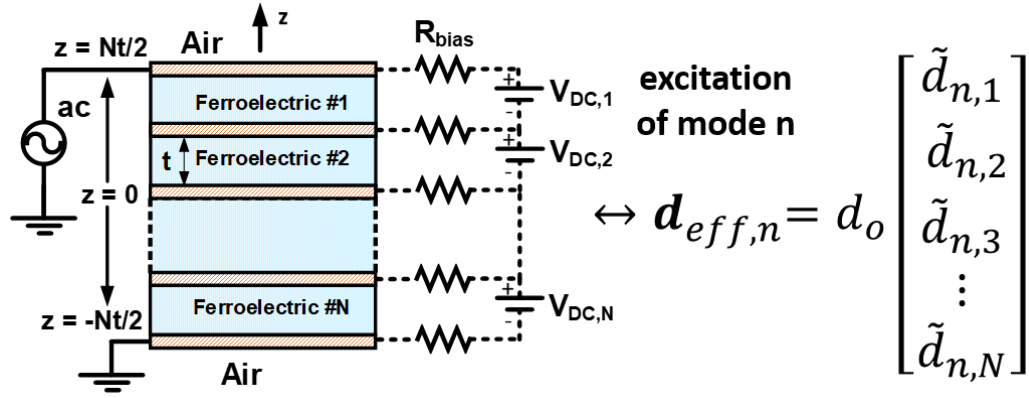 z
z = Nt/2
Air
R_bias
ac
Ferroelectric #1
+
-
V_DC,1
excitation
of mode n
t
Ferroelectric #2
+
-
V_DC,2
z = 0
↔ d_eff,n = d_o [d̃_n,1
d̃_n,2
d̃_n,3
⋮
d̃_n,N]
Ferroelectric #N
+
-
V_DC,N
z = -Nt/2
Air